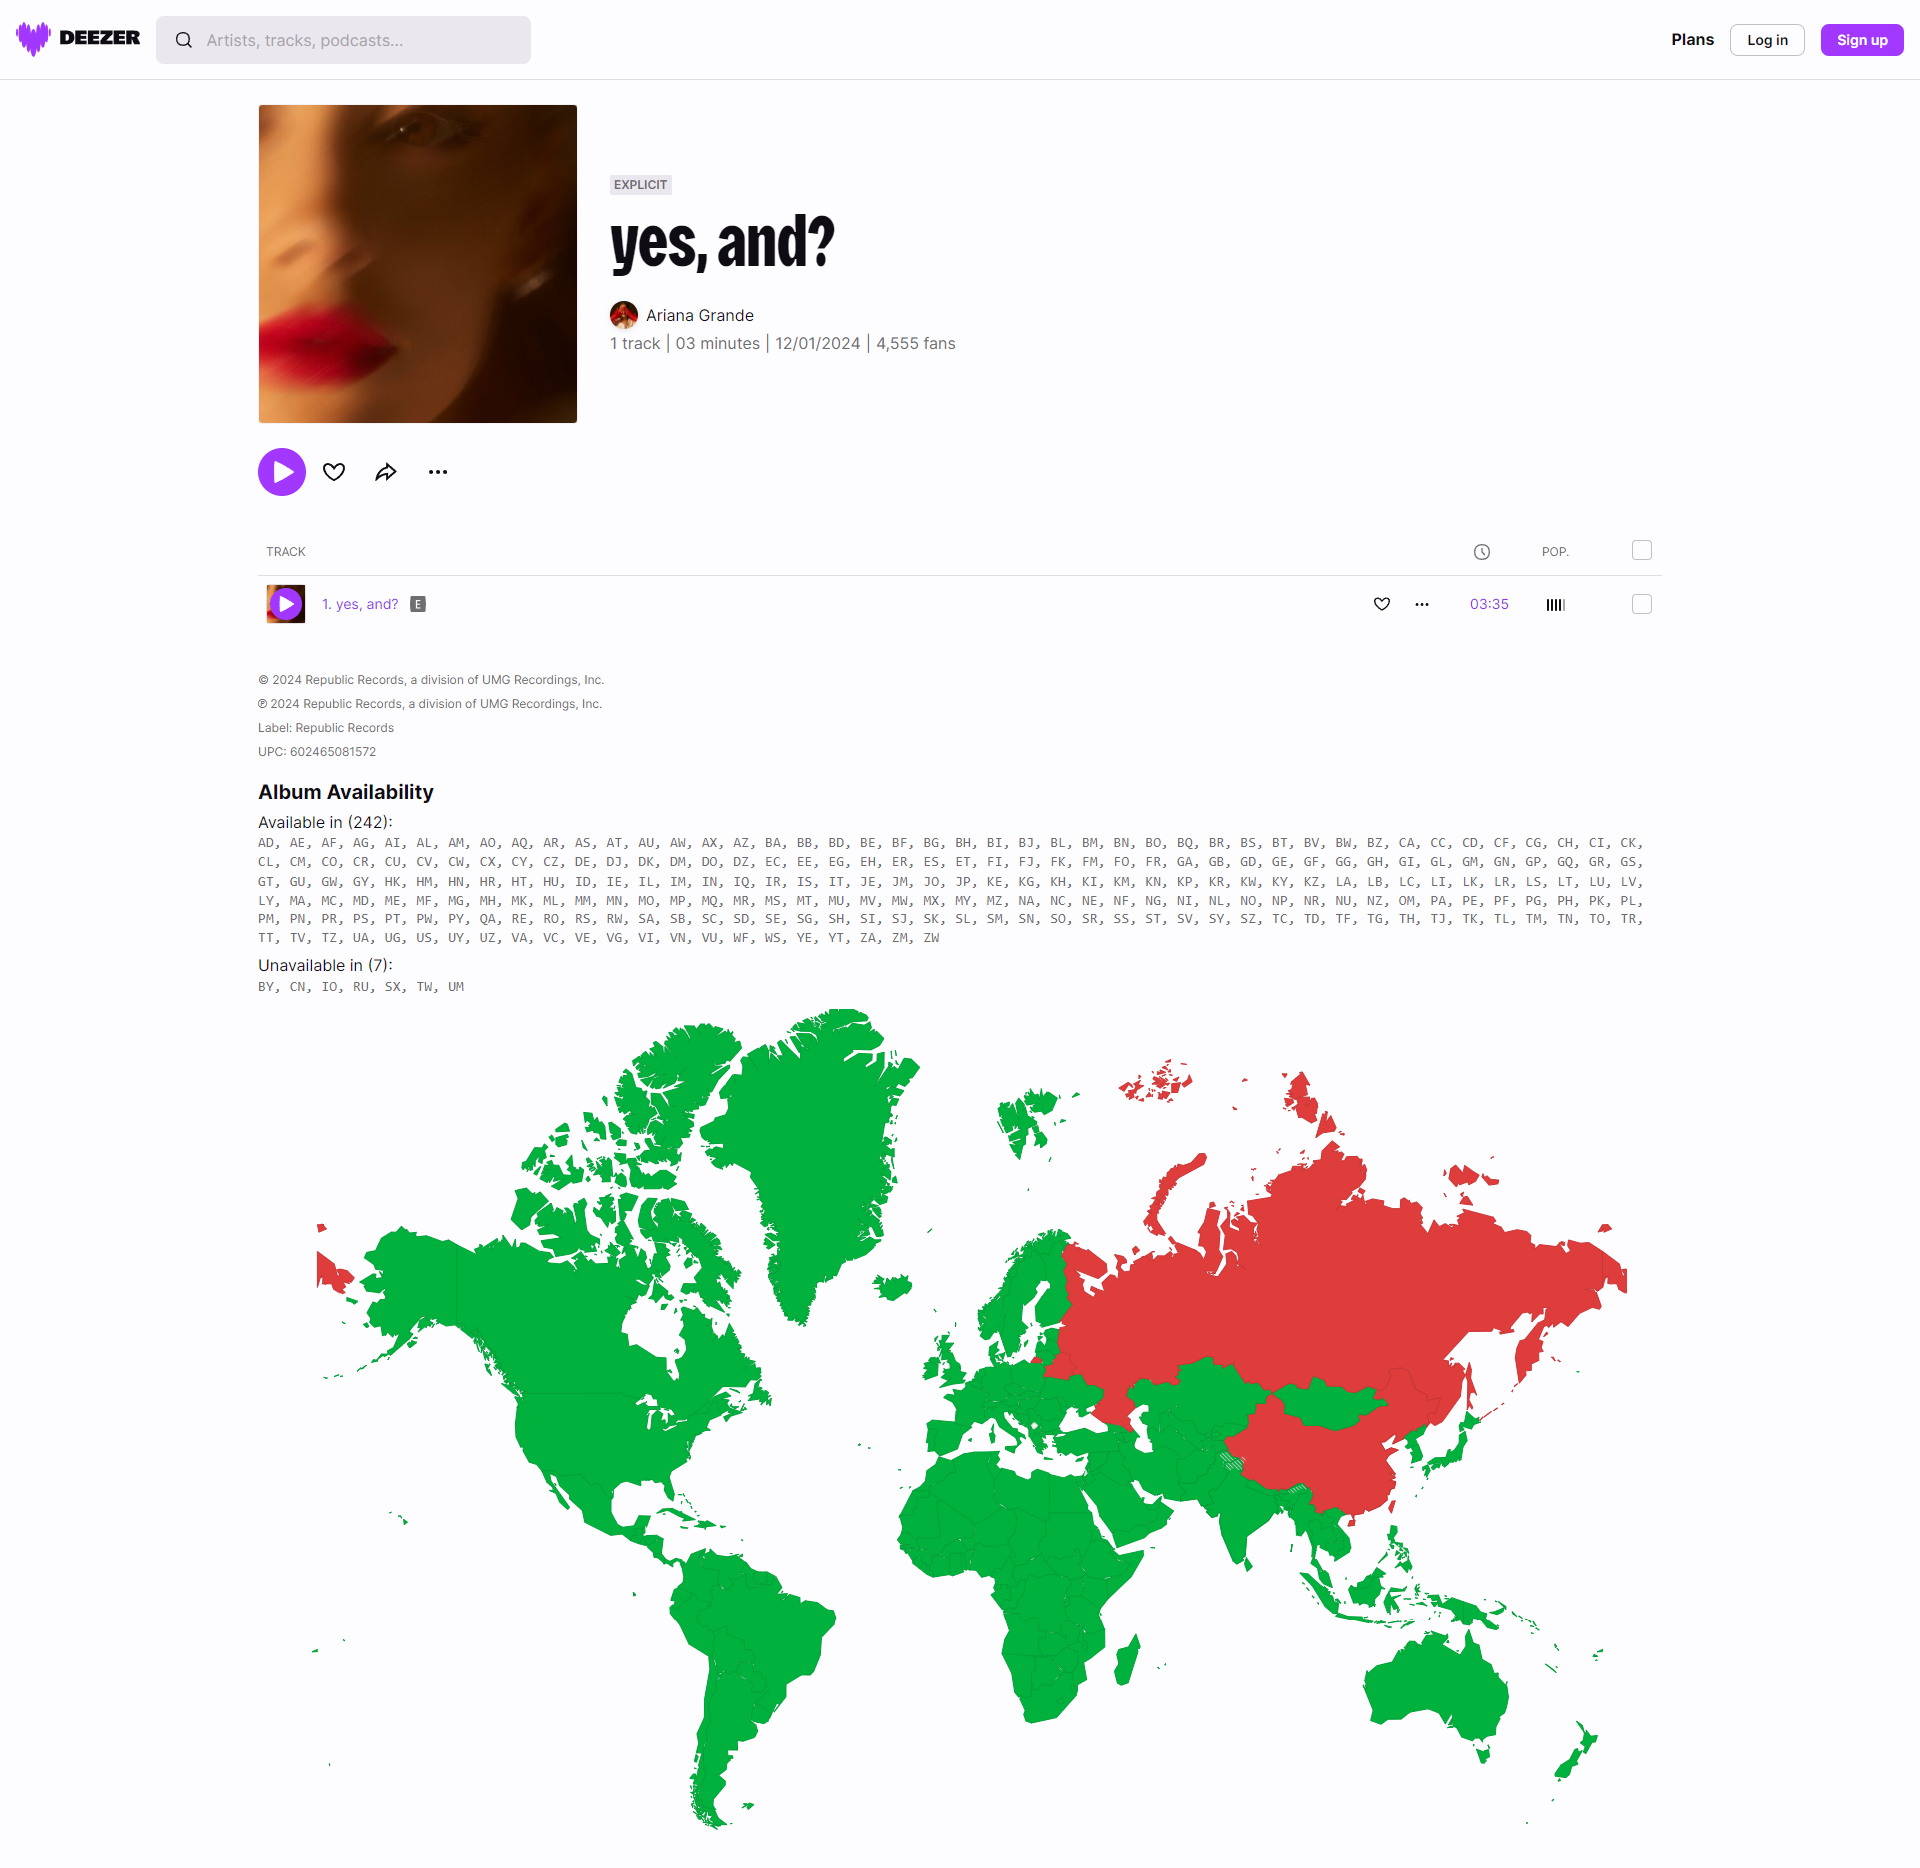 DEEZER
Artists, tracks, podcasts...
Plans
Log in
Sign up
EXPLICIT
yes, and?
Ariana Grande
1 track | 03 minutes | 12/01/2024 | 4,555 fans
TRACK
POP.
1. yes, and? E
03:35
© 2024 Republic Records, a division of UMG Recordings, Inc.
℗ 2024 Republic Records, a division of UMG Recordings, Inc.
Label: Republic Records
UPC: 602465081572
Album Availability
Available in (242):
AD, AE, AF, AG, AI, AL, AM, AO, AQ, AR, AS, AT, AU, AW, AX, AZ, BA, BB, BD, BE, BF, BG, BH, BI, BJ, BL, BM, BN, BO, BQ, BR, BS, BT, BV, BW, BZ, CA, CC, CD, CF, CG, CH, CI, CK,
CL, CM, CO, CR, CU, CV, CW, CX, CY, CZ, DE, DJ, DK, DM, DO, DZ, EC, EE, EG, EH, ER, ES, ET, FI, FJ, FK, FM, FO, FR, GA, GB, GD, GE, GF, GG, GH, GI, GL, GM, GN, GP, GQ, GR, GS,
GT, GU, GW, GY, HK, HM, HN, HR, HT, HU, ID, IE, IL, IM, IN, IQ, IR, IS, IT, JE, JM, JO, JP, KE, KG, KH, KI, KM, KN, KP, KR, KW, KY, KZ, LA, LB, LC, LI, LK, LR, LS, LT, LU, LV,
LY, MA, MC, MD, ME, MF, MG, MH, MK, ML, MM, MN, MO, MP, MQ, MR, MS, MT, MU, MV, MW, MX, MY, MZ, NA, NC, NE, NF, NG, NI, NL, NO, NP, NR, NU, NZ, OM, PA, PE, PF, PG, PH, PK, PL,
PM, PN, PR, PS, PT, PW, PY, QA, RE, RO, RS, RW, SA, SB, SC, SD, SE, SG, SH, SI, SJ, SK, SL, SM, SN, SO, SR, SS, ST, SV, SY, SZ, TC, TD, TF, TG, TH, TJ, TK, TL, TM, TN, TO, TR,
TT, TV, TZ, UA, UG, US, UY, UZ, VA, VC, VE, VG, VI, VN, VU, WF, WS, YE, YT, ZA, ZM, ZW
Unavailable in (7):
BY, CN, IO, RU, SX, TW, UM